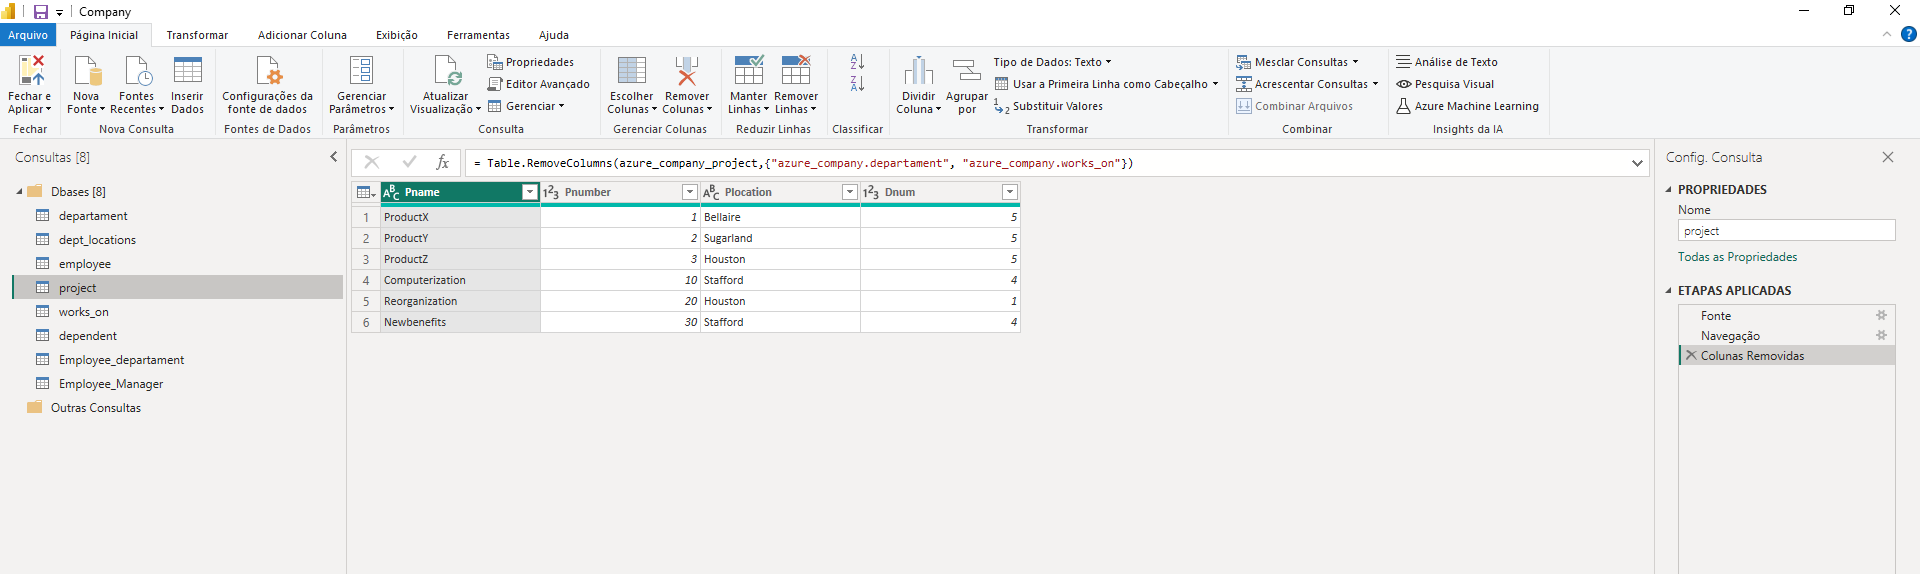 Company
Arquivo Página Inicial Transformar Adicionar Coluna Exibição Ferramentas Ajuda
Fechar e Aplicar
Fechar
Nova Fonte
Fontes Recentes
Inserir Dados
Nova Consulta
Configurações da fonte de dados
Fontes de Dados
Gerenciar Parâmetros
Parâmetros
Atualizar Visualização
Propriedades
Editor Avançado
Gerenciar
Consulta
Escolher Colunas
Remover Colunas
Gerenciar Colunas
Manter Linhas
Remover Linhas
Reduzir Linhas
Classificar
Dividir Coluna
Agrupar por
Tipo de Dados: Texto
Usar a Primeira Linha como Cabeçalho
Substituir Valores
Transformar
Mesclar Consultas
Acrescentar Consultas
Combinar Arquivos
Combinar
Análise de Texto
Pesquisa Visual
Azure Machine Learning
Insights da IA
Consultas [8]
Dbases [8]
departament
dept_locations
employee
project
works_on
dependent
Employee_departament
Employee_Manager
Outras Consultas
fx = Table.RemoveColumns(azure_company_project,{"azure_company.departament", "azure_company.works_on"})
ABC Pname 123 Pnumber ABC Plocation 123 Dnum
1 ProductX 1 Bellaire 5
2 ProductY 2 Sugarland 5
3 ProductZ 3 Houston 5
4 Computerization 10 Stafford 4
5 Reorganization 20 Houston 1
6 Newbenefits 30 Stafford 4
Config. Consulta
PROPRIEDADES
Nome
project
Todas as Propriedades
ETAPAS APLICADAS
Fonte
Navegação
Colunas Removidas